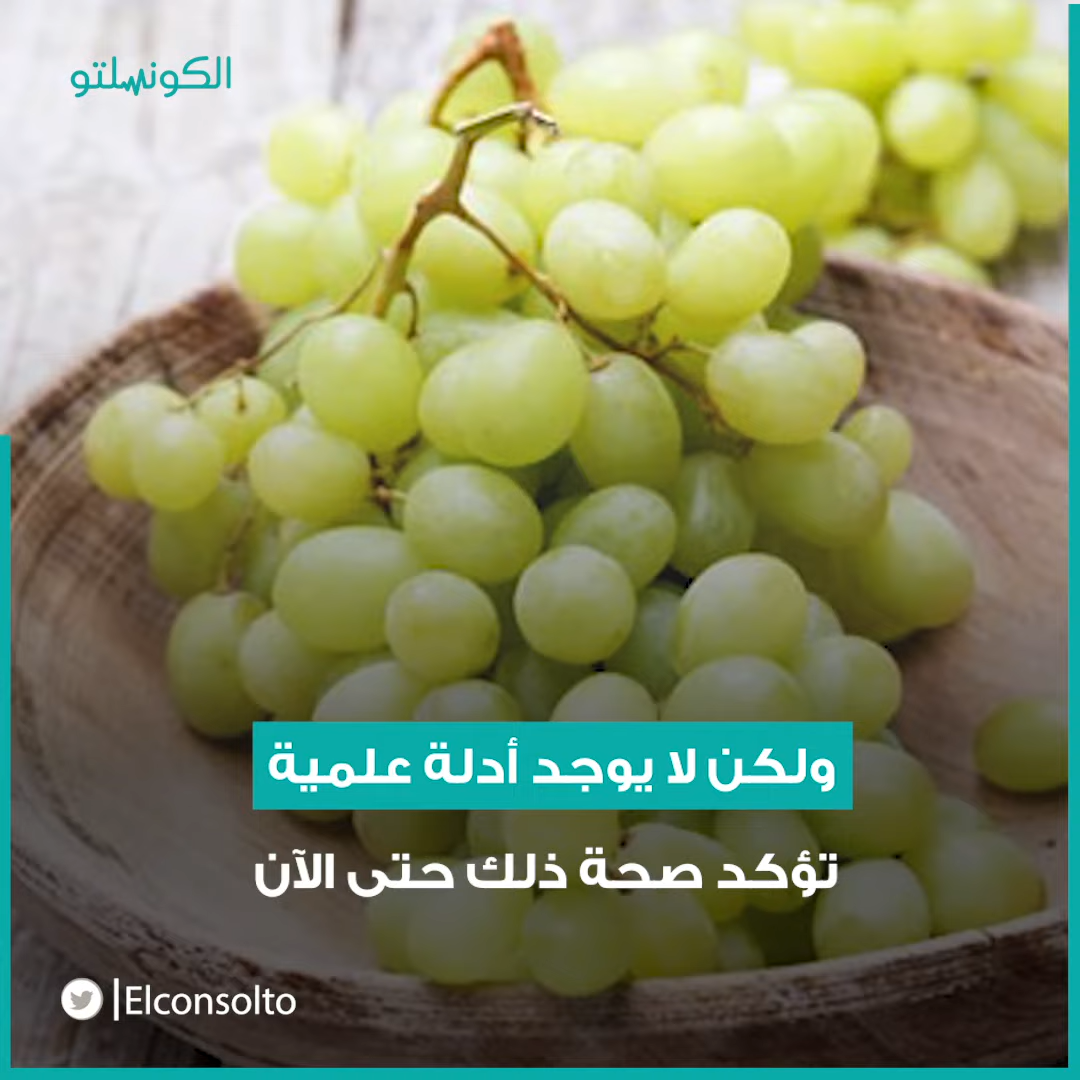 الكونسلتو
ولكن لا يوجد أدلة علمية
تؤكد صحة ذلك حتى الآن
|Elconsolto